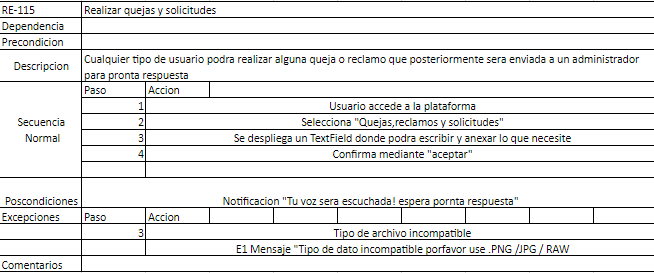 RE-115 Realizar quejas y solicitudes
Dependencia
Precondicion
Descripcion Cualquier tipo de usuario podra realizar alguna queja o reclamo que posteriormente sera enviada a un administrador
para pronta respuesta
Secuencia Normal
Paso Accion
1 Usuario accede a la plataforma
2 Selecciona "Quejas,reclamos y solicitudes"
3 Se despliega un TextField donde podra escribir y anexar lo que necesite
4 Confirma mediante "aceptar"
Poscondiciones Notificacion "Tu voz sera escuchada! espera pornta respuesta"
Excepciones Paso Accion
3 Tipo de archivo incompatible
E1 Mensaje "Tipo de dato incompatible porfavor use .PNG /JPG / RAW
Comentarios